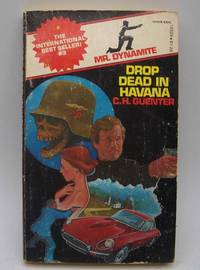 THE
INTERNATIONAL
BEST SELLER!
#3
MR. DYNAMITE
DROP
DEAD IN
HAVANA
C.H. GUENTER